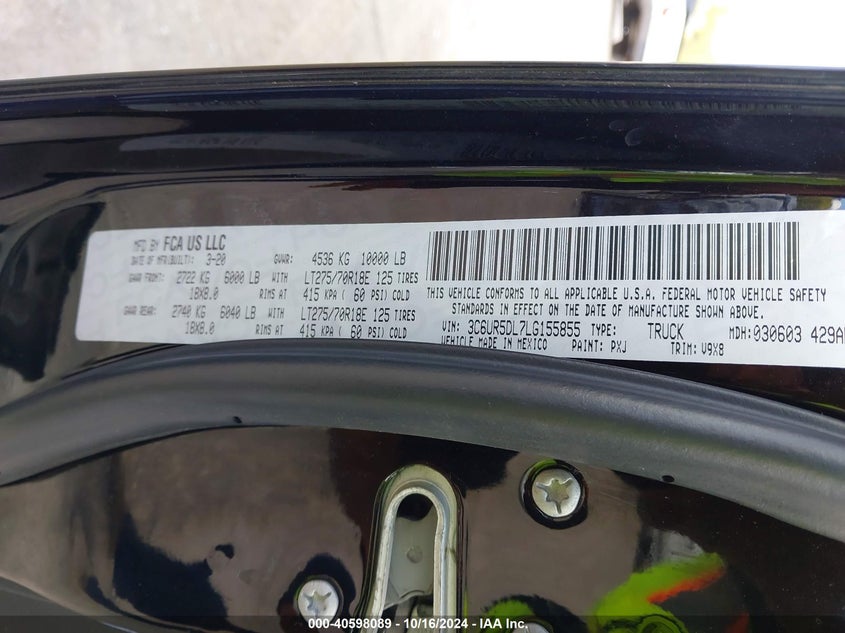 MFD BY FCA US LLC
DATE OF MFR(BUILT): 3-20 GVWR: 4536 KG 10000 LB
GAWR FRONT: 2722 KG 6000 LB WITH LT275/70R18E 125 TIRES
18X8.0 RIMS AT 415 KPA ( 60 PSI) COLD
GAWR REAR: 2740 KG 6040 LB WITH LT275/70R18E 125 TIRES
18X8.0 RIMS AT 415 KPA ( 60 PSI) COLD
THIS VEHICLE CONFORMS TO ALL APPLICABLE U.S.A. FEDERAL MOTOR VEHICLE SAFETY
STANDARDS IN EFFECT ON THE DATE OF MANUFACTURE SHOWN ABOVE.
VIN: 3C6UR5DL7LG155855 TYPE: TRUCK MDH: 030603 429A
VEHICLE MADE IN MEXICO PAINT: PXJ TRIM: V9X8
000-40598089 - 10/16/2024 - IAA Inc.